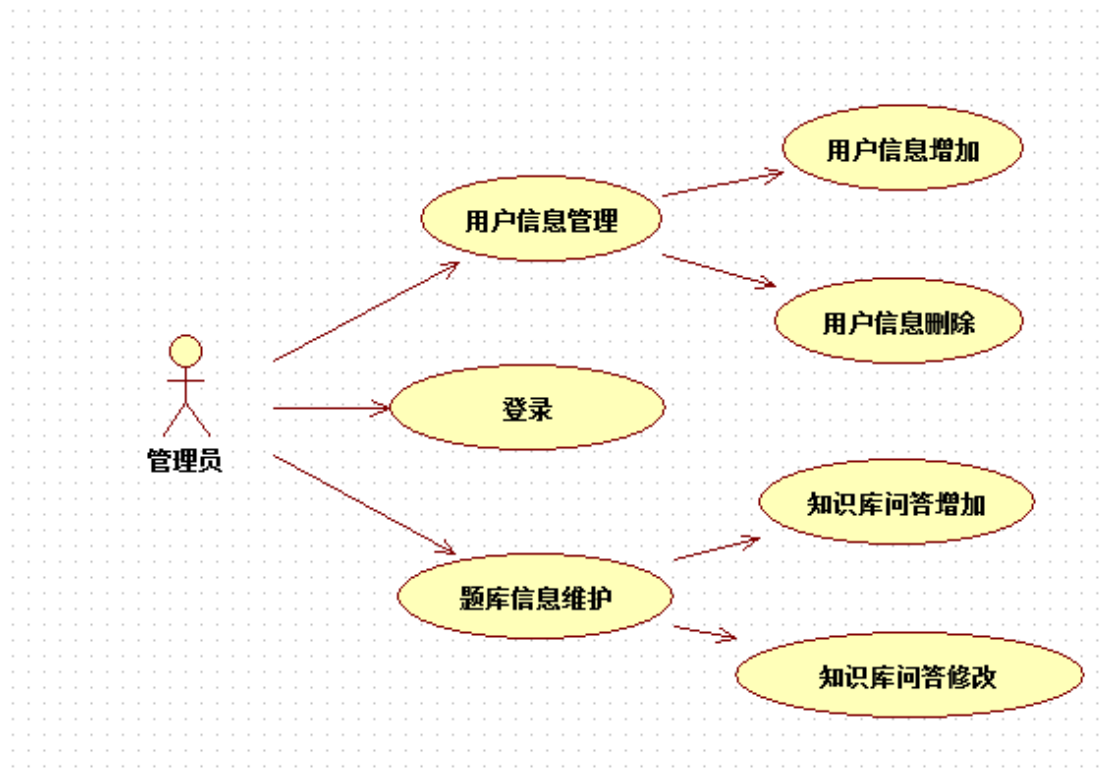 用户信息增加
用户信息管理
用户信息删除
登录
管理员
知识库问答增加
题库信息维护
知识库问答修改